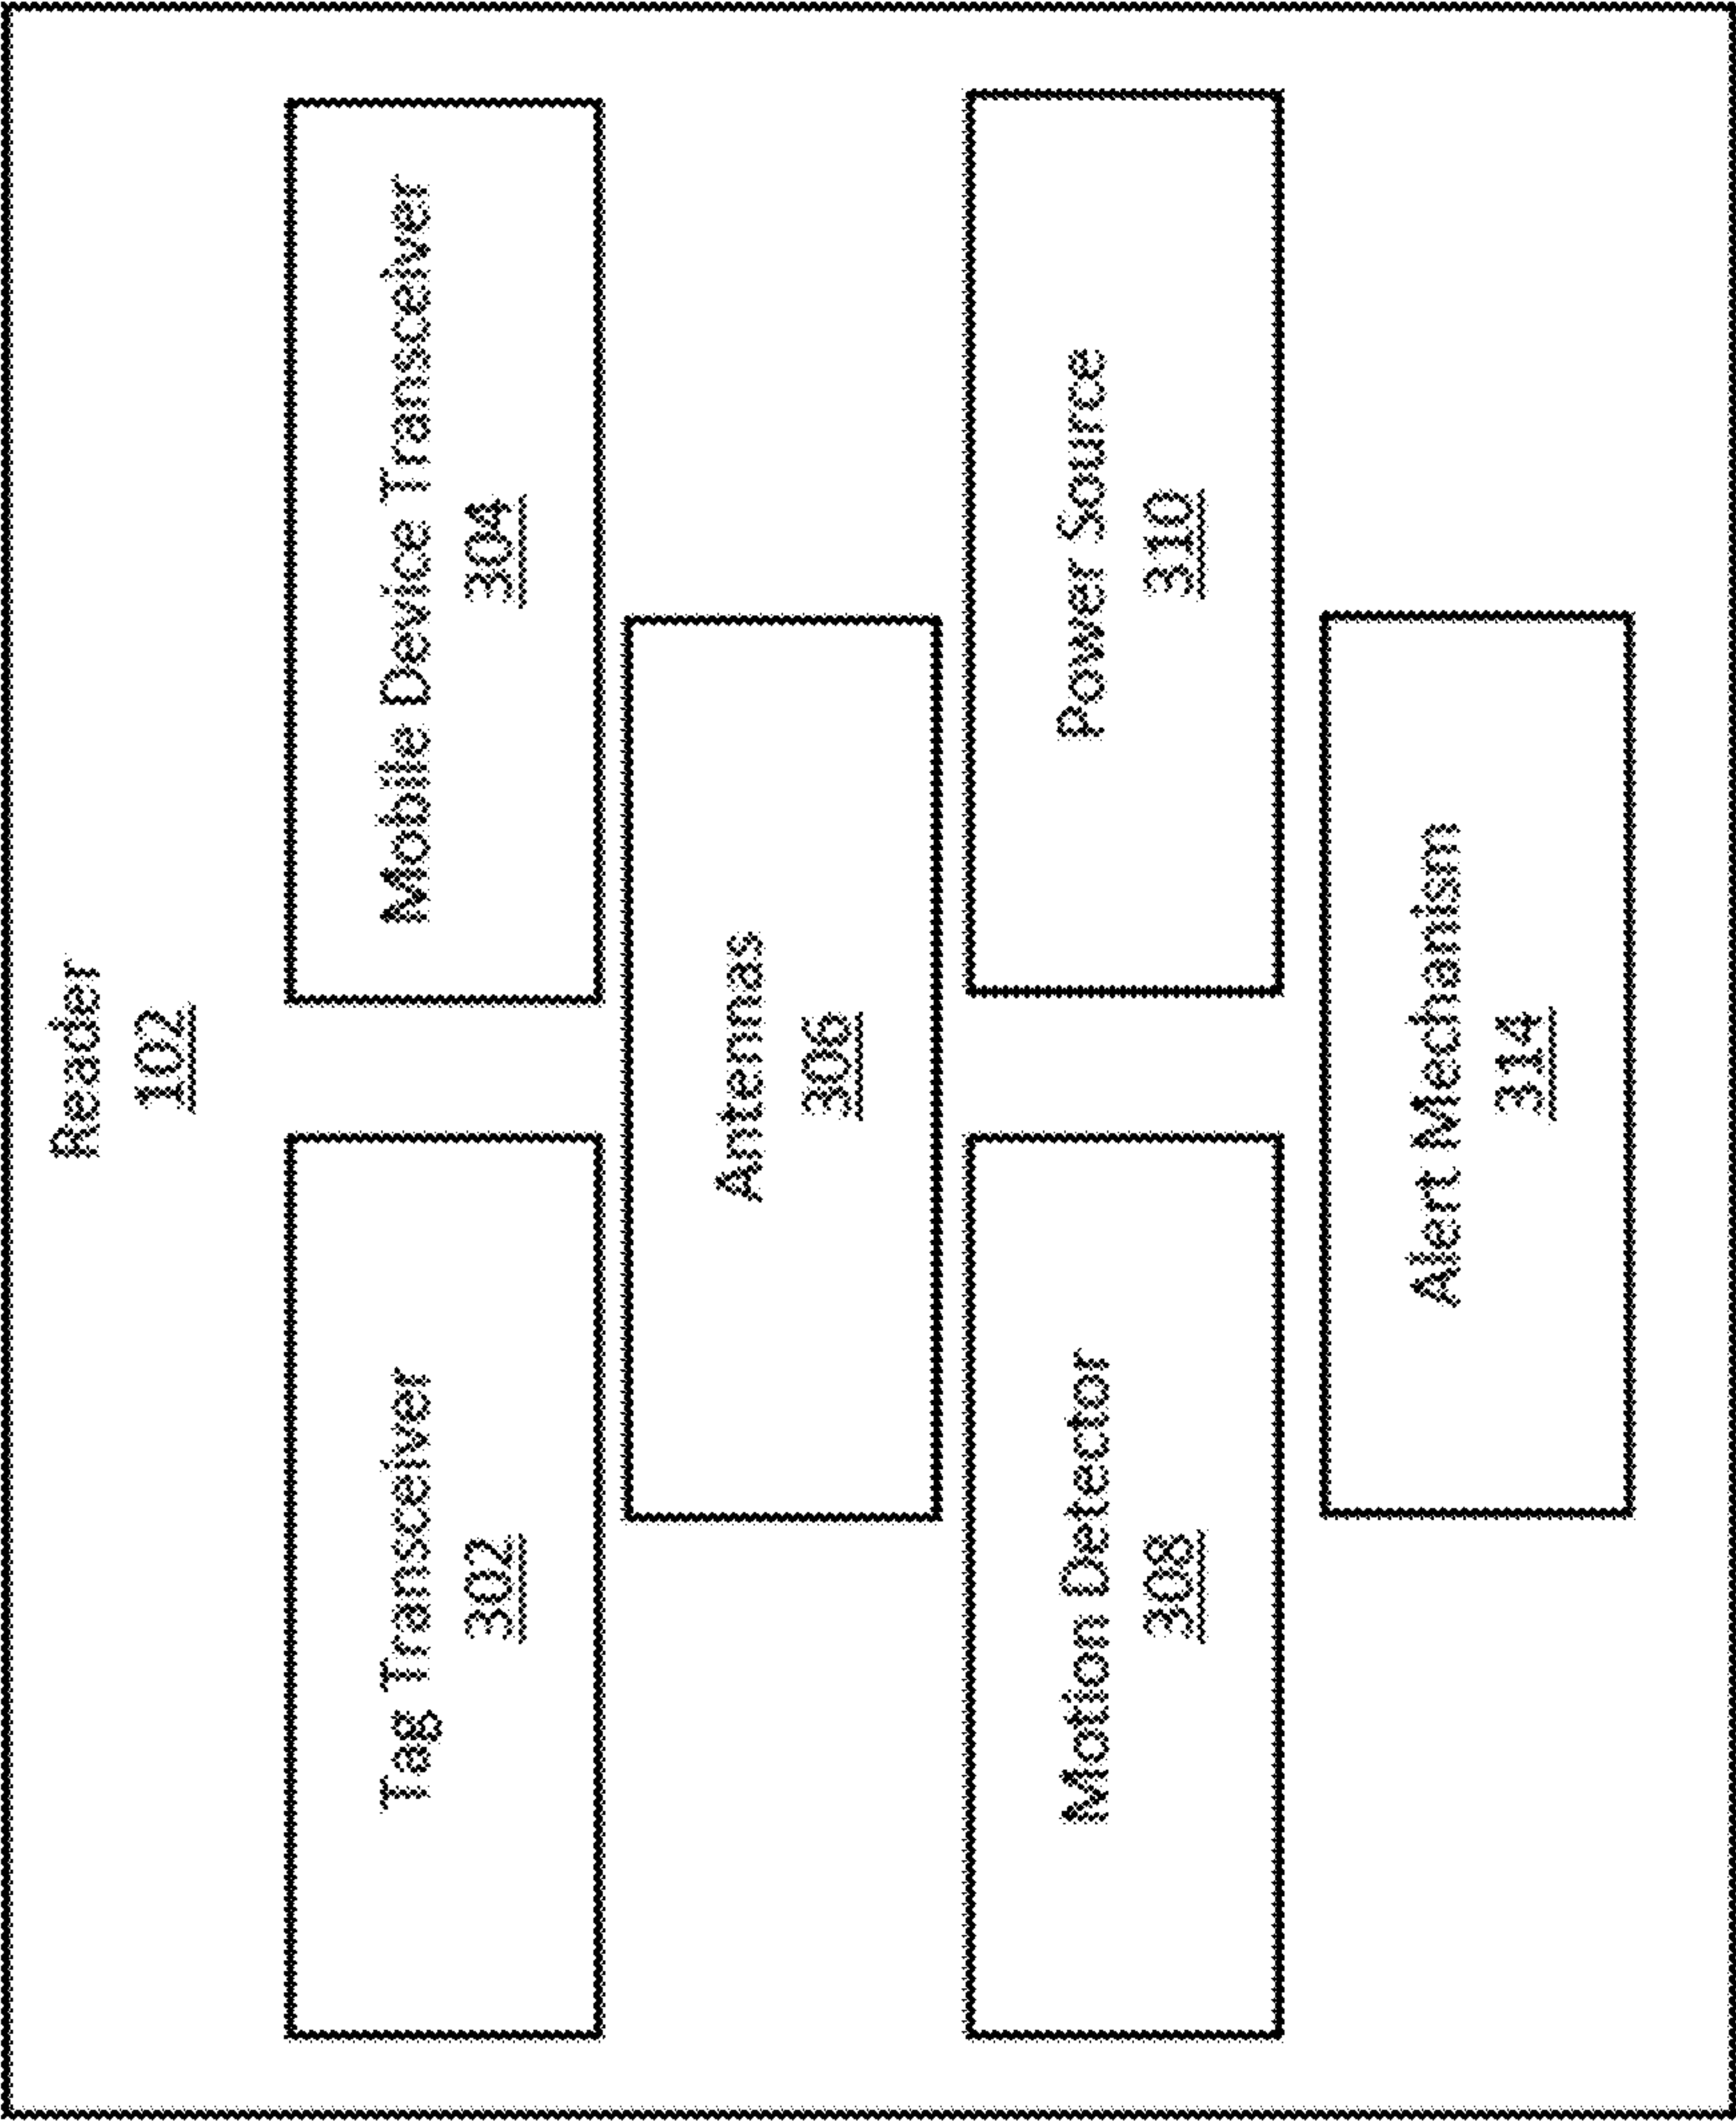 Reader
102
Tag Transceiver
302
Mobile Device Transceiver
304
Antennas
306
Motion Detector
308
Power Source
310
Alert Mechanism
314